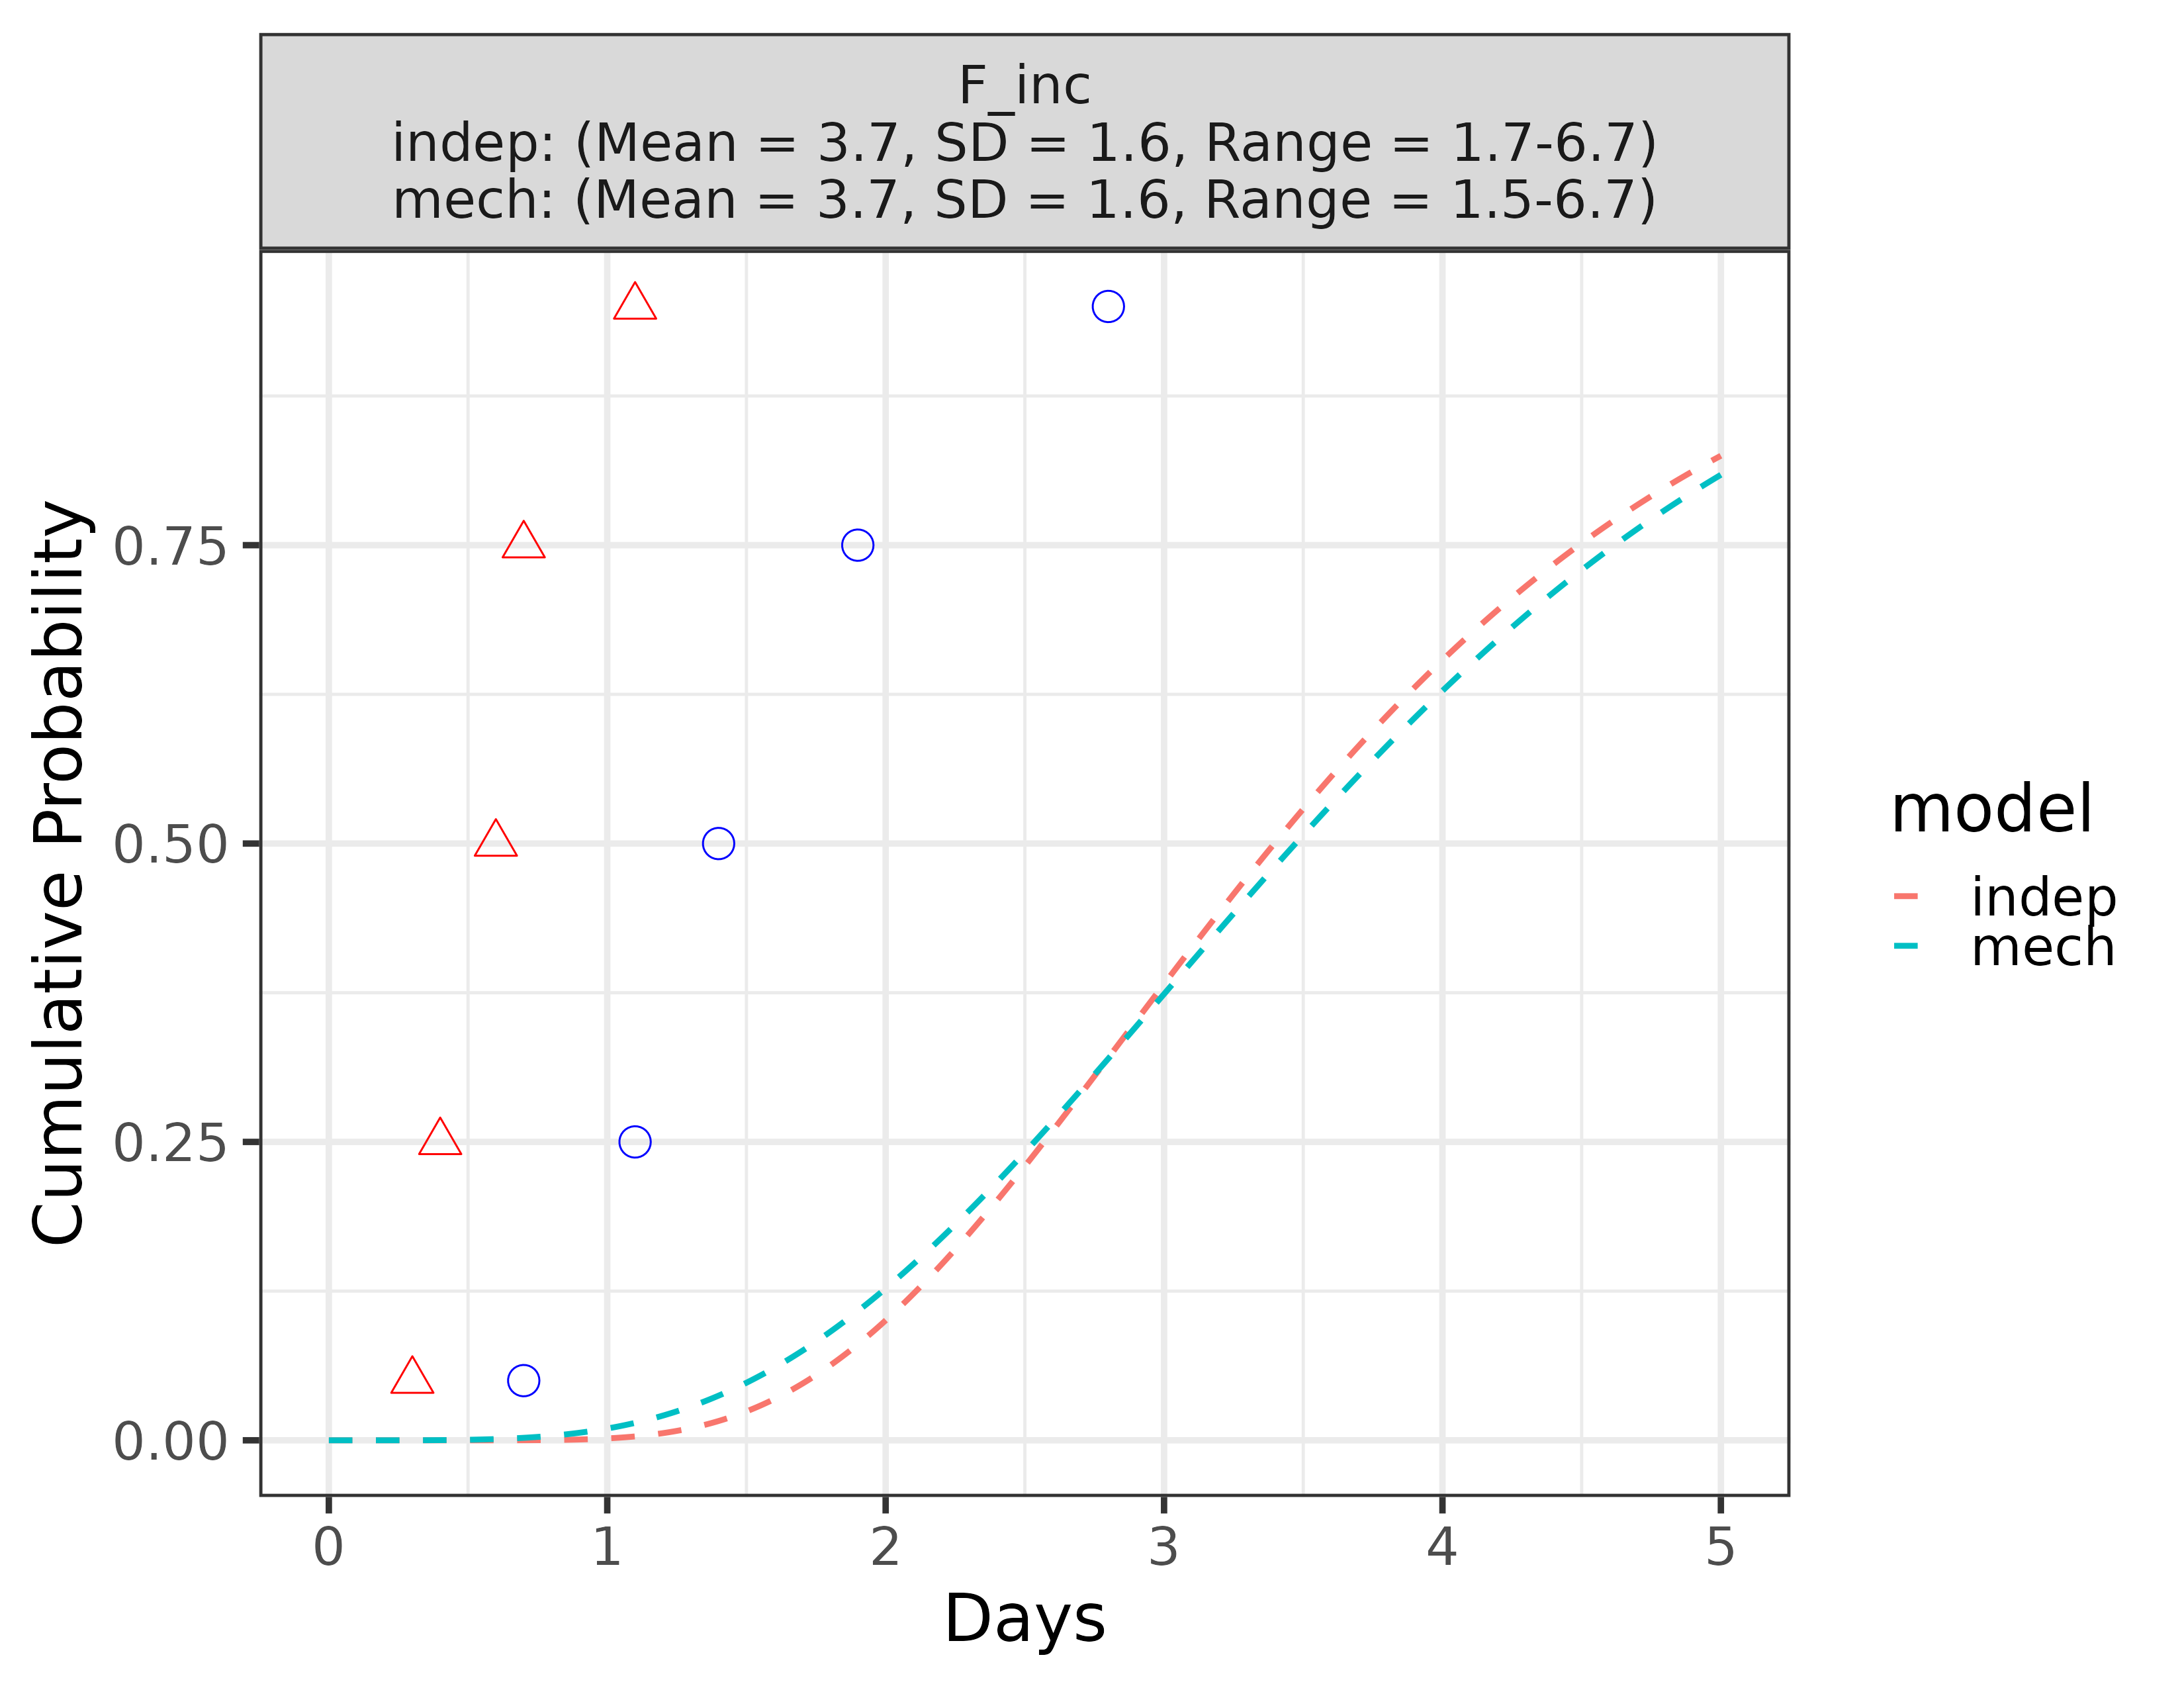 F_inc
indep: (Mean = 3.7, SD = 1.6, Range = 1.7-6.7)
mech: (Mean = 3.7, SD = 1.6, Range = 1.5-6.7)
Cumulative Probability
0.75
0.50
0.25
0.00
0 1 2 3 4 5
Days
model
indep
mech